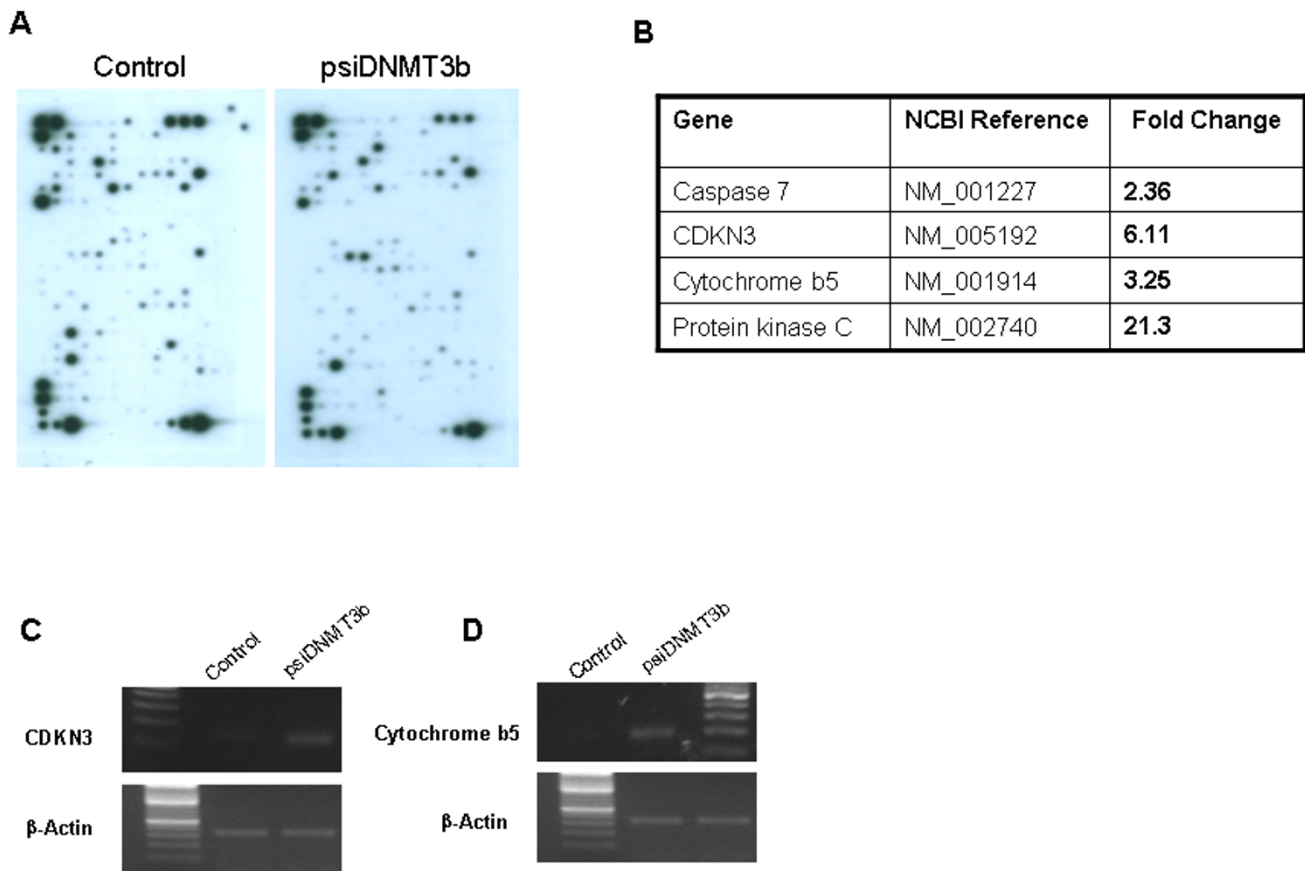 A
Control psiDNMT3b
B
Gene NCBI Reference Fold Change
Caspase 7 NM_001227 2.36
CDKN3 NM_005192 6.11
Cytochrome b5 NM_001914 3.25
Protein kinase C NM_002740 21.3
C
Control psiDNMT3b
CDKN3
β-Actin
D
Control psiDNMT3b
Cytochrome b5
β-Actin